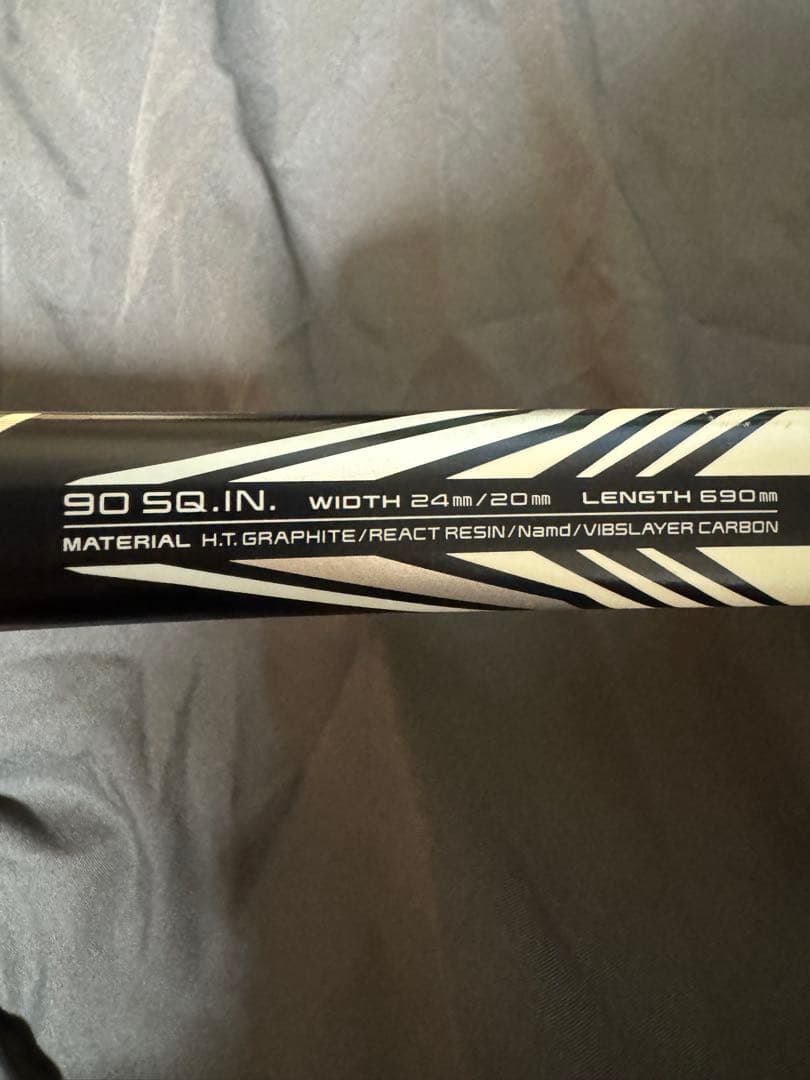 90 SQ.IN. WIDTH 24mm/20mm LENGTH 690mm
MATERIAL H.T. GRAPHITE/REACT RESIN/Namd/VIBSLAYER CARBON